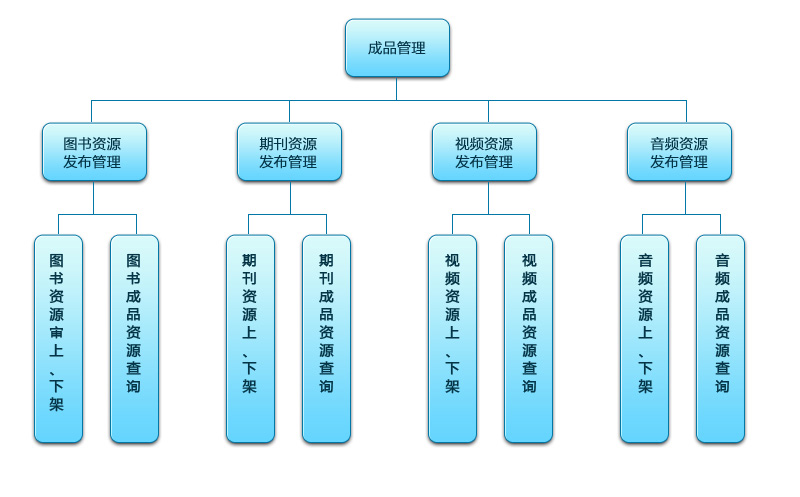 成品管理
图书资源
发布管理
期刊资源
发布管理
视频资源
发布管理
音频资源
发布管理
图书资源审上、下架
图书成品资源查询
期刊资源上、下架
期刊成品资源查询
视频资源上、下架
视频成品资源查询
音频资源上、下架
音频成品资源查询